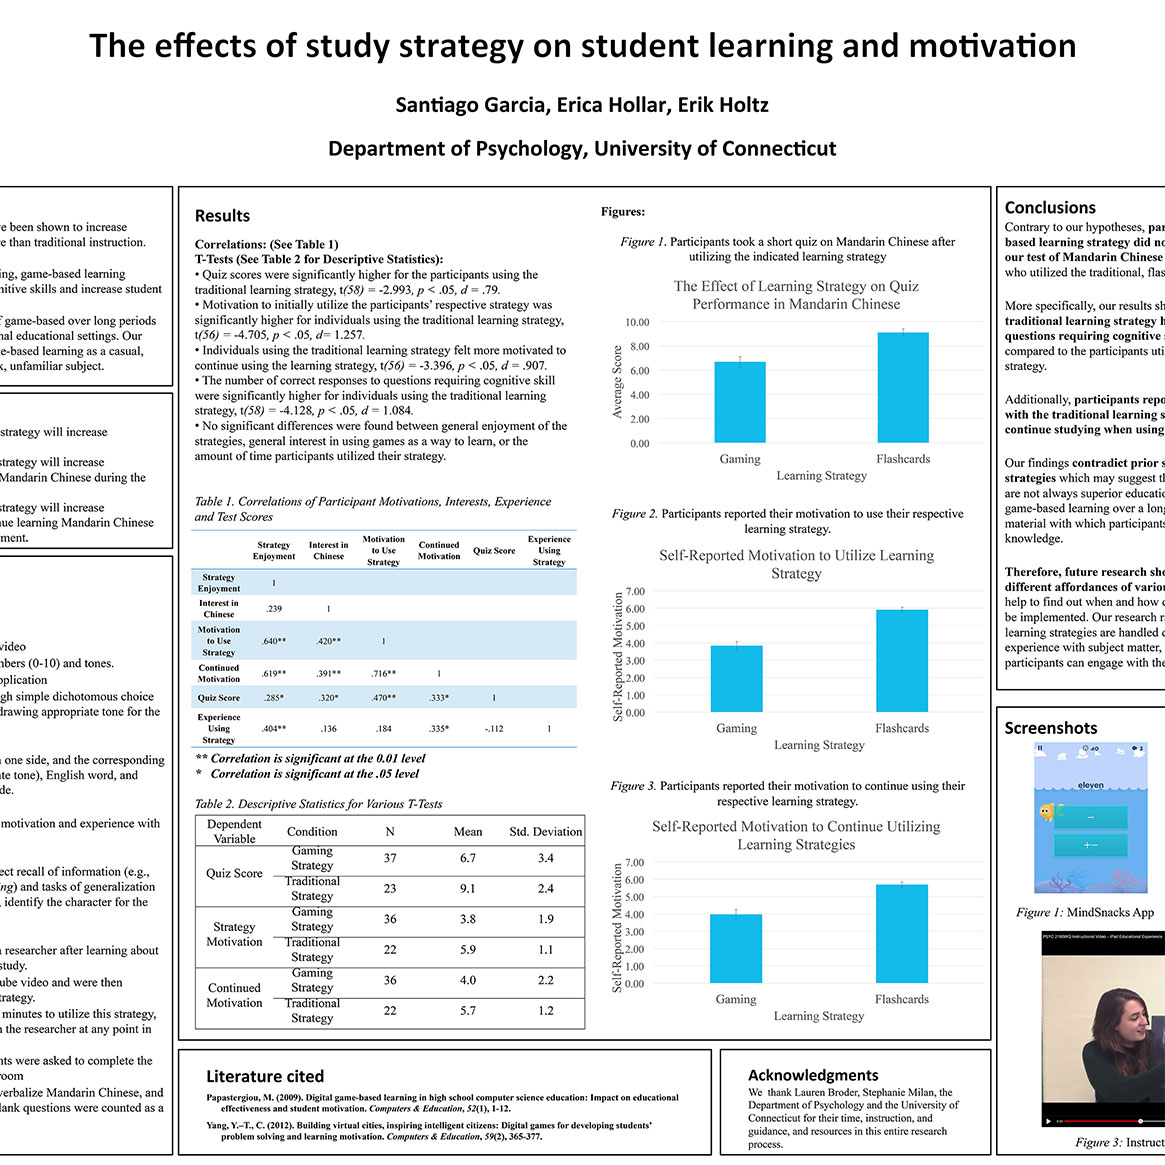 The effects of study strategy on student learning and motivation
Santiago Garcia, Erica Hollar, Erik Holtz
Department of Psychology, University of Connecticut
been shown to increase
than traditional instruction.
game-based learning
skills and increase student
game-based over long periods
educational settings. Our
learning as a casual,
unfamiliar subject.
strategy will increase
strategy will increase
Mandarin Chinese during the
strategy will increase
learning Mandarin Chinese
video
(0-10) and tones.
simple dichotomous choice
drawing appropriate tone for the
one side, and the corresponding
tone), English word, and
motivation and experience with
recall of information (e.g.,
and tasks of generalization
identify the character for the
researcher after learning about
study.
video and were then
minutes to utilize this strategy,
the researcher at any point in
were asked to complete the
room
verbalize Mandarin Chinese, and
questions were counted as a
Results
Correlations: (See Table 1)
T-Tests (See Table 2 for Descriptive Statistics):
• Quiz scores were significantly higher for the participants using the
traditional learning strategy, t(58) = -2.993, p < .05, d = .79.
• Motivation to initially utilize the participants' respective strategy was
significantly higher for individuals using the traditional learning strategy,
t(56) = -4.705, p < .05, d= 1.257.
• Individuals using the traditional learning strategy felt more motivated to
continue using the learning strategy, t(56) = -3.396, p < .05, d = .907.
• The number of correct responses to questions requiring cognitive skill
were significantly higher for individuals using the traditional learning
strategy, t(58) = -4.128, p < .05, d = 1.084.
• No significant differences were found between general enjoyment of the
strategies, general interest in using games as a way to learn, or the
amount of time participants utilized their strategy.
Table 1. Correlations of Participant Motivations, Interests, Experience
and Test Scores
Strategy Enjoyment Interest in Chinese Motivation to Use Strategy Continued Motivation Quiz Score Experience Using Strategy
Strategy Enjoyment 1
Interest in Chinese .239 1
Motivation to Use Strategy .640** .420** 1
Continued Motivation .619** .391** .716** 1
Quiz Score .285* .320* .470** .333* 1
Experience Using Strategy .404** .136 .184 .335* -.112 1
** Correlation is significant at the 0.01 level
* Correlation is significant at the .05 level
Table 2. Descriptive Statistics for Various T-Tests
Dependent Variable Condition N Mean Std. Deviation
Quiz Score Gaming Strategy 37 6.7 3.4
Traditional Strategy 23 9.1 2.4
Strategy Motivation Gaming Strategy 36 3.8 1.9
Traditional Strategy 22 5.9 1.1
Continued Motivation Gaming Strategy 36 4.0 2.2
Traditional Strategy 22 5.7 1.2
Figures:
Figure 1. Participants took a short quiz on Mandarin Chinese after
utilizing the indicated learning strategy
The Effect of Learning Strategy on Quiz
Performance in Mandarin Chinese
Average Score
10.00
8.00
6.00
4.00
2.00
0.00
Gaming Flashcards
Learning Strategy
Figure 2. Participants reported their motivation to use their respective
learning strategy.
Self-Reported Motivation to Utilize Learning
Strategy
Self-Reported Motivation
7.00
6.00
5.00
4.00
3.00
2.00
1.00
0.00
Gaming Flashcards
Learning Strategy
Figure 3. Participants reported their motivation to continue using their
respective learning strategy.
Self-Reported Motivation to Continue Utilizing
Learning Strategies
Self-Reported Motivation
7.00
6.00
5.00
4.00
3.00
2.00
1.00
0.00
Gaming Flashcards
Learning Strategy
Literature cited
Papastergiou, M. (2009). Digital game-based learning in high school computer science education: Impact on educational
effectiveness and student motivation. Computers & Education, 52(1), 1-12.
Yang, Y.–T., C. (2012). Building virtual cities, inspiring intelligent citizens: Digital games for developing students'
problem solving and learning motivation. Computers & Education, 59(2), 365-377.
Acknowledgments
We thank Lauren Broder, Stephanie Milan, the
Department of Psychology and the University of
Connecticut for their time, instruction, and
guidance, and resources in this entire research
process.
Conclusions
Contrary to our hypotheses,
based learning strategy did
our test of Mandarin Chinese
who utilized the traditional,
More specifically, our results
traditional learning strategy
questions requiring cognitive
compared to the participants
strategy.
Additionally, participants
with the traditional learning
continue studying when using
Our findings contradict prior
strategies which may suggest
are not always superior
game-based learning over a
material with which participants
knowledge.
Therefore, future research
different affordances of
help to find out when and how
be implemented. Our research
learning strategies are handled
experience with subject matter,
participants can engage with
Screenshots
40
3
eleven
Figure 1: MindSnacks App
Instructional Video - iPad Educational Experience
Figure 3: